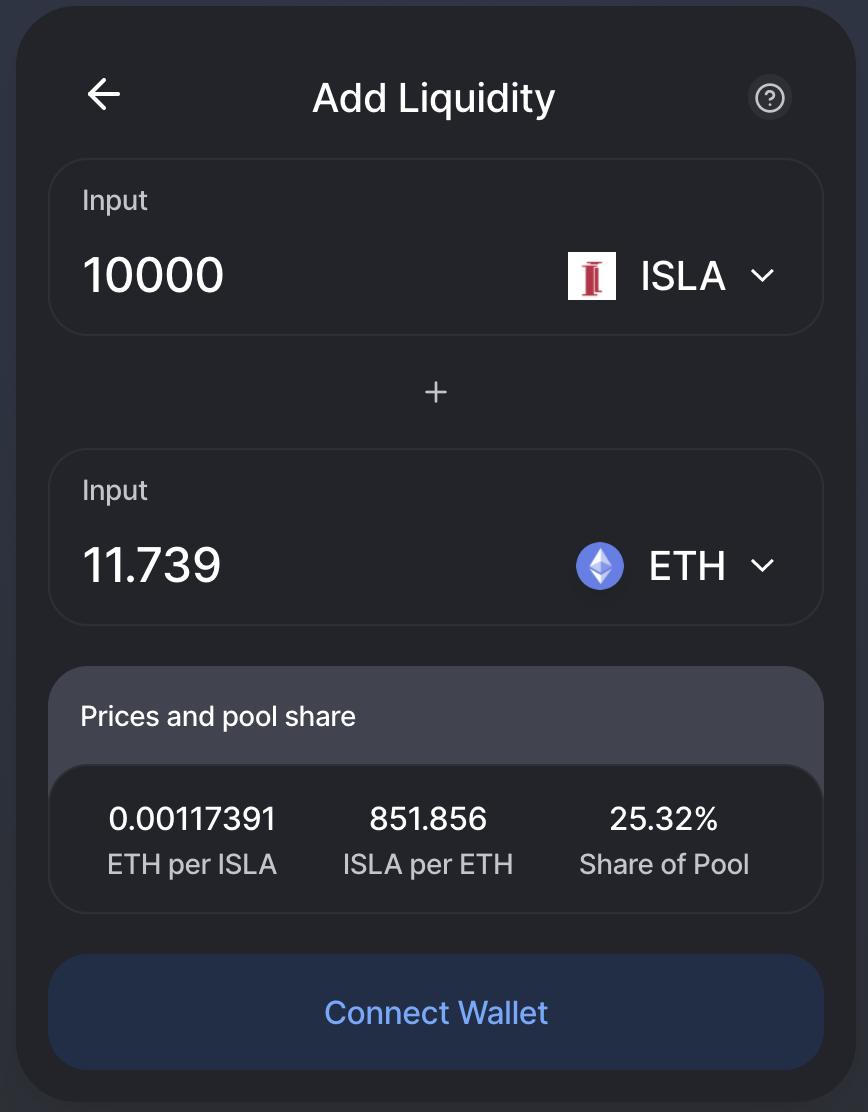 Add Liquidity
?
Input
10000 ISLA
+
Input
11.739 ETH
Prices and pool share
0.00117391 851.856 25.32%
ETH per ISLA ISLA per ETH Share of Pool
Connect Wallet